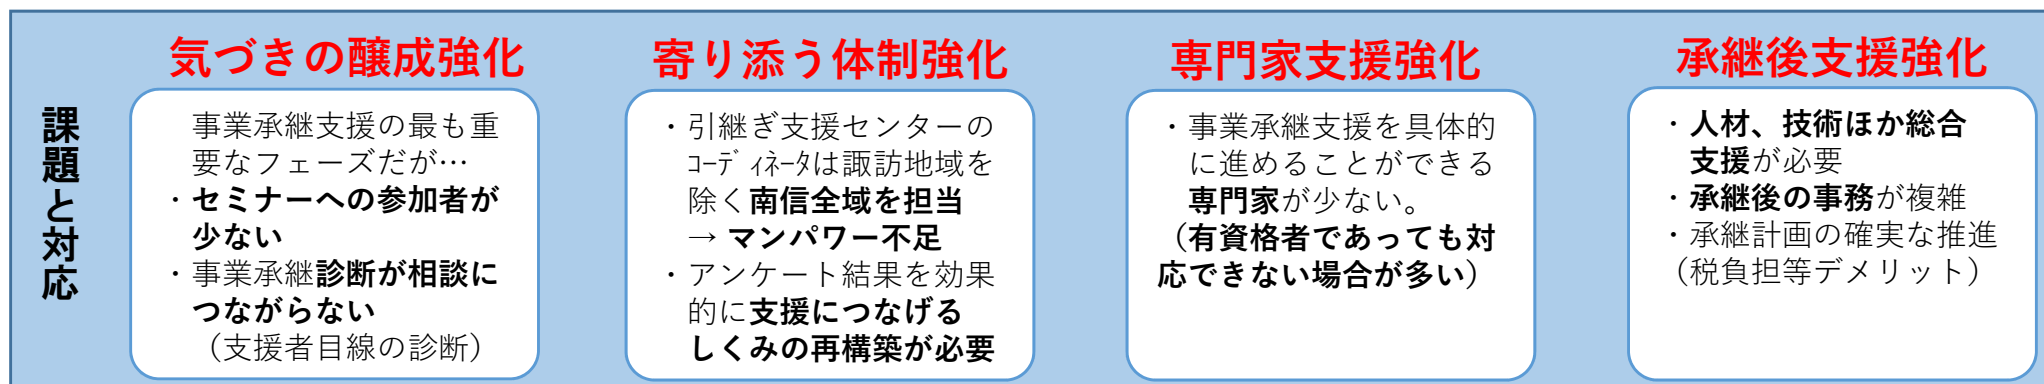 課題と対応
気づきの醸成強化
事業承継支援の最も重
要なフェーズだが…
・セミナーへの参加者が
少ない
・事業承継診断が相談に
つながらない
（支援者目線の診断）
寄り添う体制強化
・引継ぎ支援センターの
ｺｰﾃﾞｨﾈｰﾀは諏訪地域を
除く南信全域を担当
→ マンパワー不足
・アンケート結果を効果
的に支援につなげる
しくみの再構築が必要
専門家支援強化
・事業承継支援を具体的
に進めることができる
専門家が少ない。
（有資格者であっても対
応できない場合が多い）
承継後支援強化
・人材、技術ほか総合
支援が必要
・承継後の事務が複雑
・承継計画の確実な推進
（税負担等デメリット）